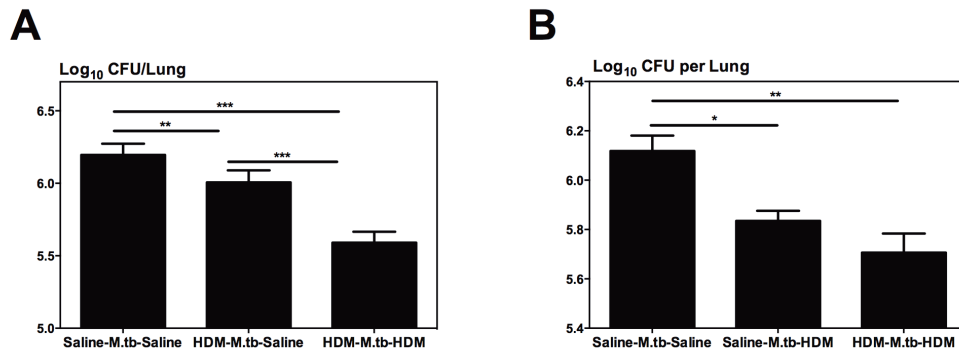 A
Log10 CFU/Lung
6.5
6.0
5.5
5.0
***
**
***
Saline-M.tb-Saline HDM-M.tb-Saline HDM-M.tb-HDM
B
Log10 CFU per Lung
6.4
6.2
6.0
5.8
5.6
5.4
**
*
Saline-M.tb-Saline Saline-M.tb-HDM HDM-M.tb-HDM